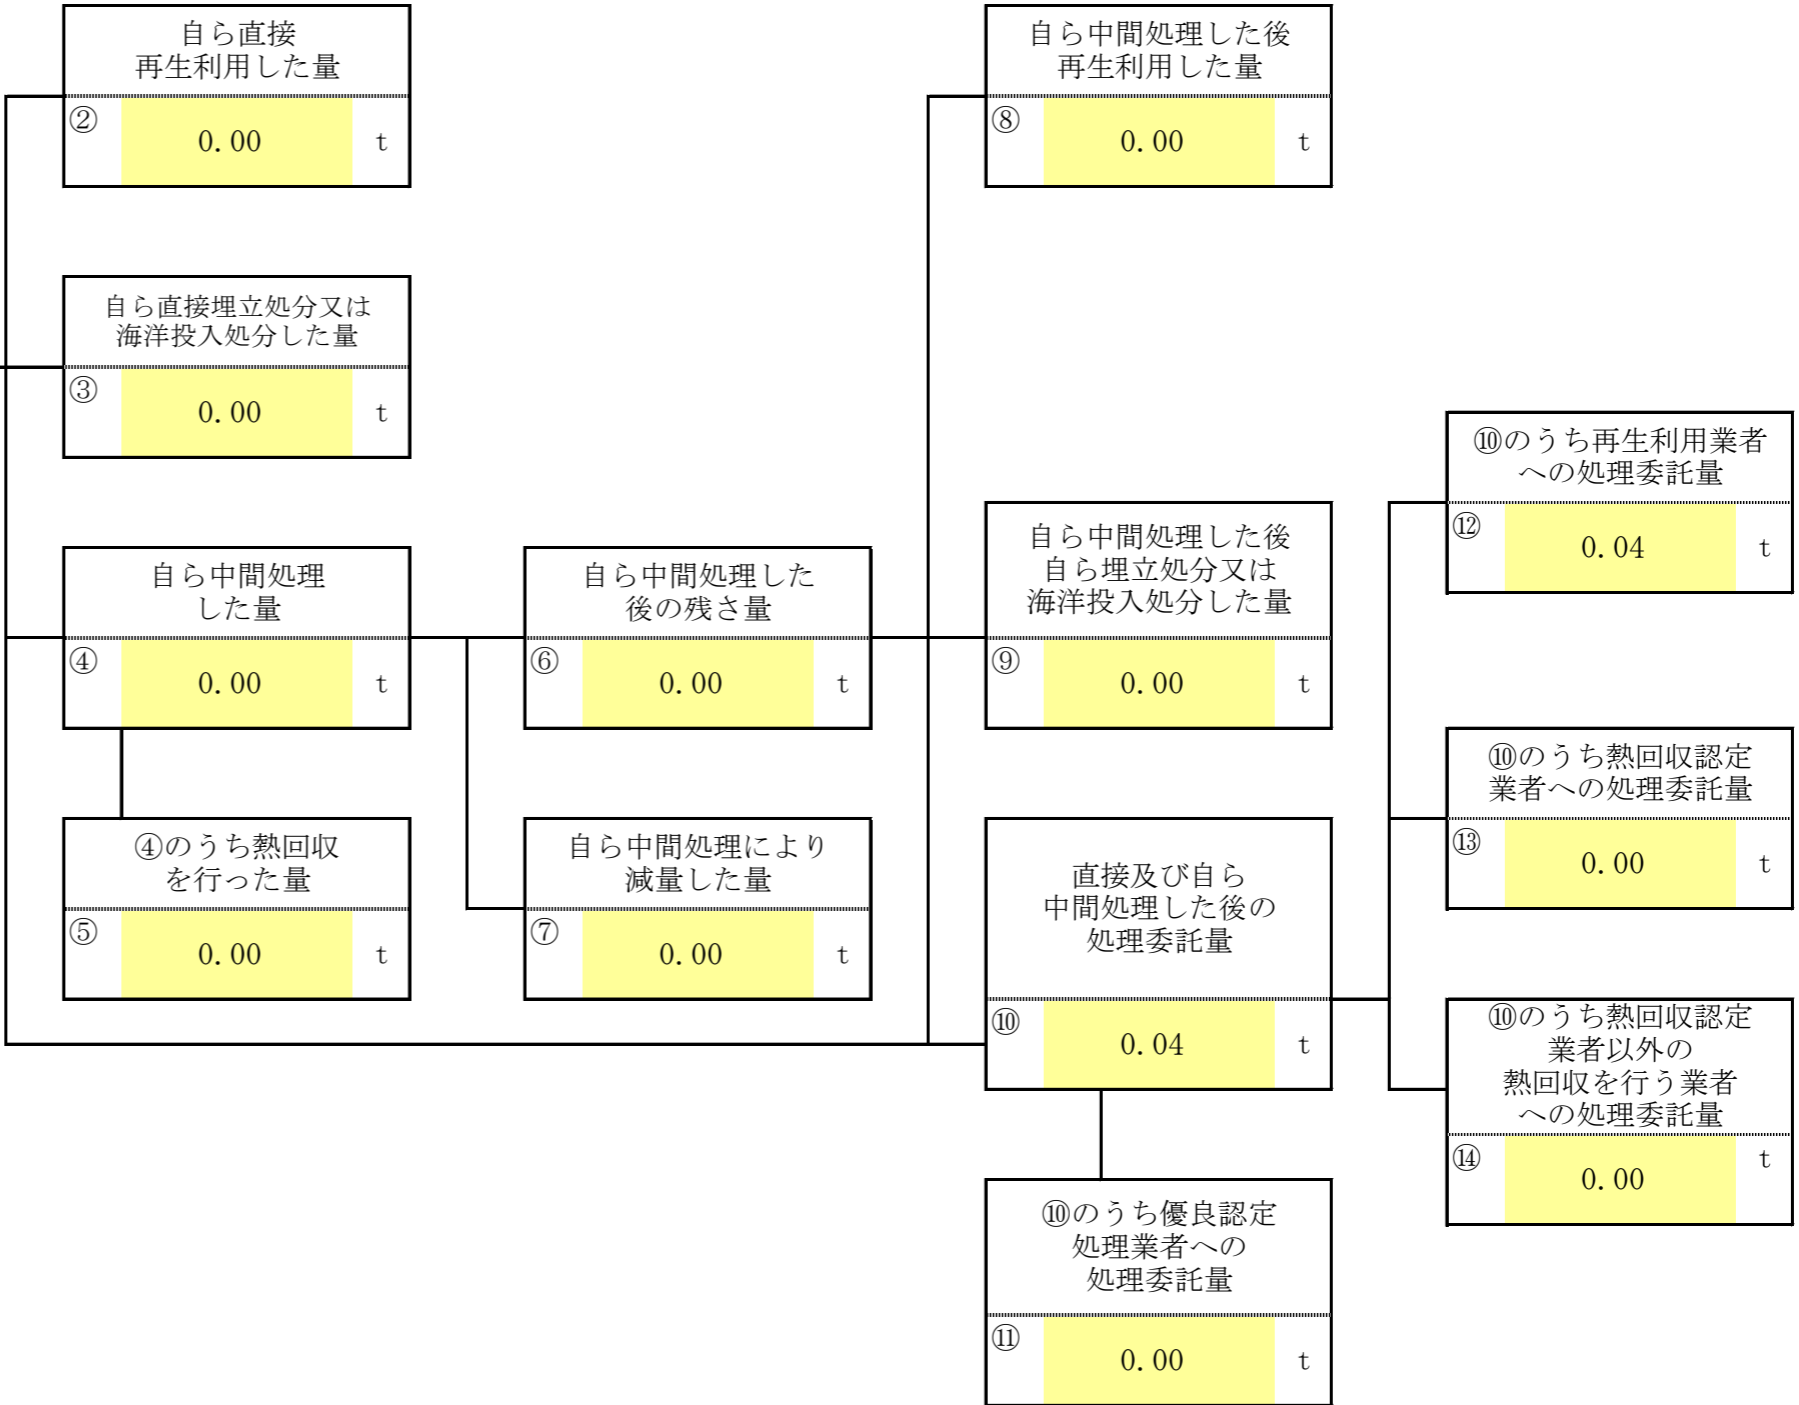 自ら直接
再生利用した量
②
0.00
t
自ら中間処理した後
再生利用した量
⑧
0.00
t
自ら直接埋立処分又は
海洋投入処分した量
③
0.00
t
⑩のうち再生利用業者
への処理委託量
⑫
0.04
t
自ら中間処理
した量
④
0.00
t
自ら中間処理した
後の残さ量
⑥
0.00
t
自ら中間処理した後
自ら埋立処分又は
海洋投入処分した量
⑨
0.00
t
⑩のうち熱回収認定
業者への処理委託量
⑬
0.00
t
④のうち熱回収
を行った量
⑤
0.00
t
自ら中間処理により
減量した量
⑦
0.00
t
直接及び自ら
中間処理した後の
処理委託量
⑩
0.04
t
⑩のうち熱回収認定
業者以外の
熱回収を行う業者
への処理委託量
⑭
0.00
t
⑩のうち優良認定
処理業者への
処理委託量
⑪
0.00
t